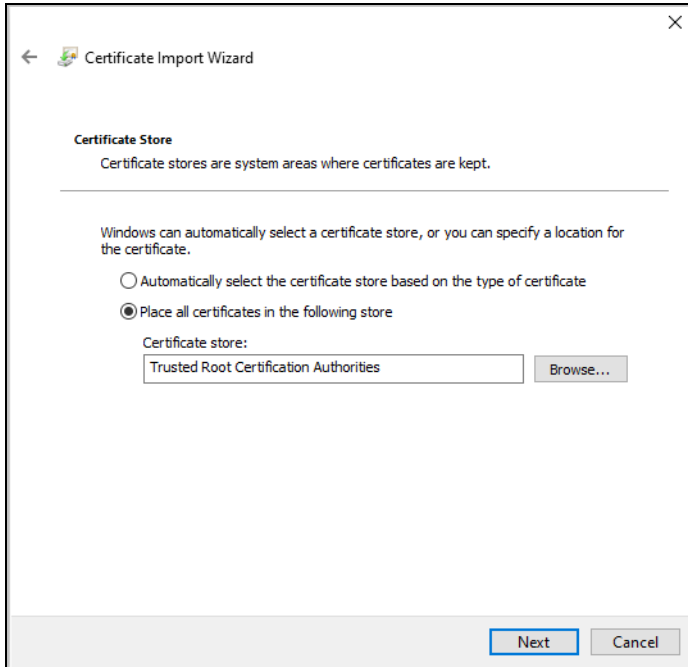 Certificate Import Wizard
Certificate Store
Certificate stores are system areas where certificates are kept.
Windows can automatically select a certificate store, or you can specify a location for
the certificate.
Automatically select the certificate store based on the type of certificate
Place all certificates in the following store
Certificate store:
Trusted Root Certification Authorities
Browse...
Next
Cancel